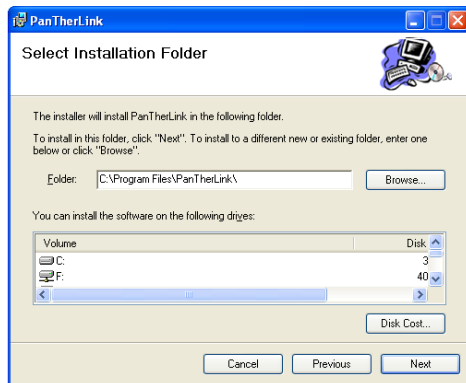 PanTherLink
Select Installation Folder
The installer will install PanTherLink in the following folder.
To install in this folder, click "Next". To install to a different new or existing folder, enter one
below or click "Browse".
Folder: C:\Program Files\PanTherLink\ Browse...
You can install the software on the following drives:
Volume Disk
C: 3
F: 40
Disk Cost...
Cancel Previous Next